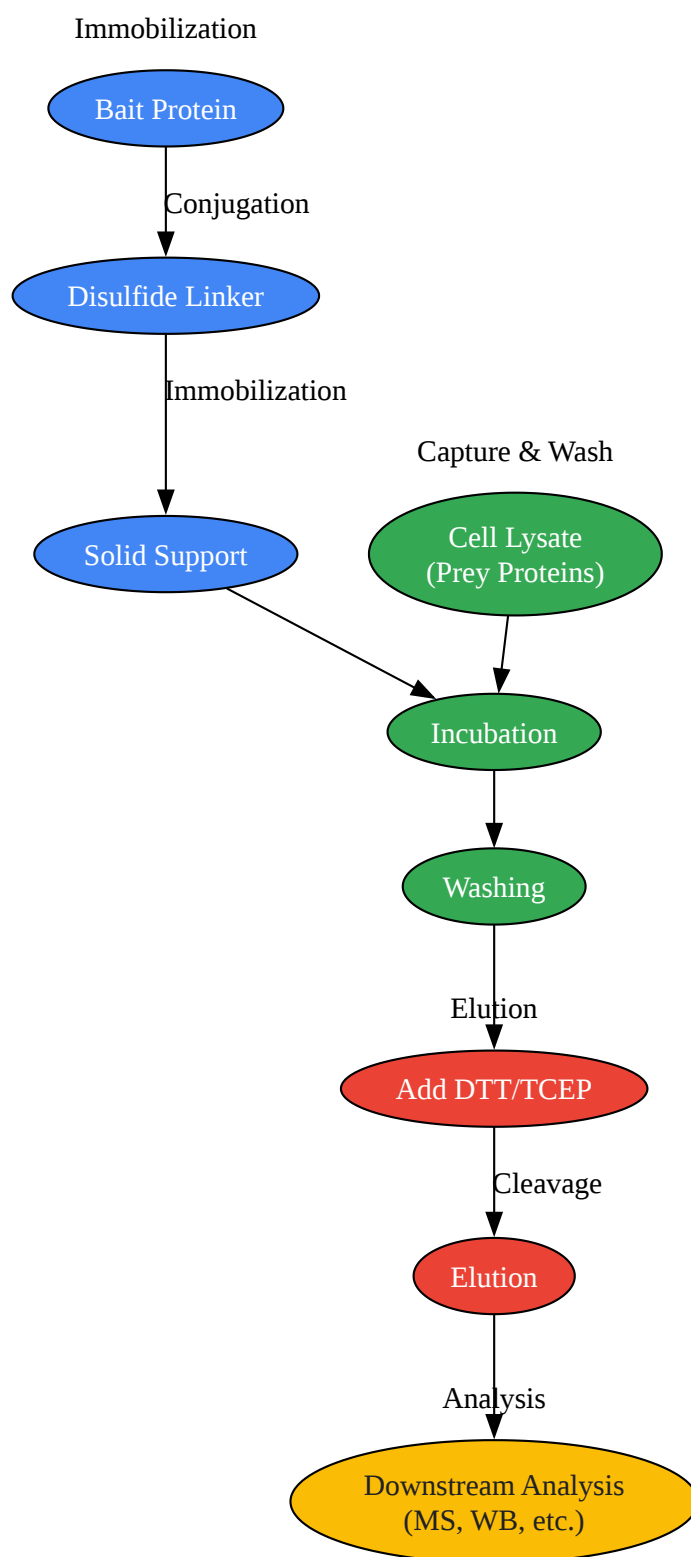 Immobilization
Bait Protein
Conjugation
Disulfide Linker
Immobilization
Capture & Wash
Solid Support
Cell Lysate
(Prey Proteins)
Incubation
Washing
Elution
Add DTT/TCEP
Cleavage
Elution
Analysis
Downstream Analysis
(MS, WB, etc.)